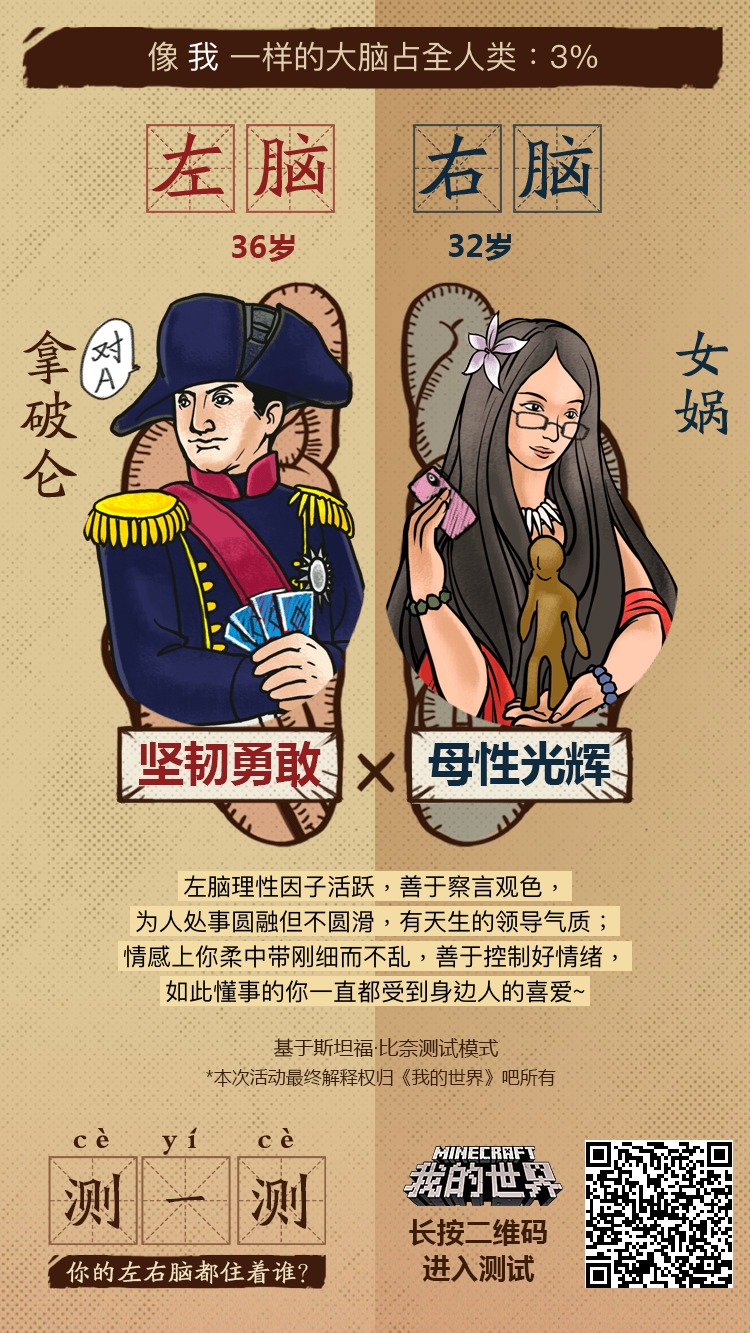 像 我 一样的大脑占全人类：3%
左脑
右脑
36岁
32岁
拿破仑
对A
女娲
坚韧勇敢
×
母性光辉
左脑理性因子活跃，善于察言观色，
为人处事圆融但不圆滑，有天生的领导气质；
情感上你柔中带刚细而不乱，善于控制好情绪，
如此懂事的你一直都受到身边人的喜爱~
基于斯坦福·比奈测试模式
*本次活动最终解释权归《我的世界》吧所有
cè yí cè
测一测
你的左右脑都住着谁？
MINECRAFT
我的世界
长按二维码
进入测试